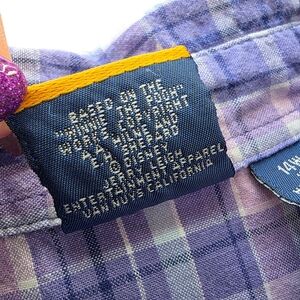 BASED ON THE
"WINNIE THE POOH"
WORKS COPYRIGHT
A.A. MILNE AND
E.H. SHEPARD
© DISNEY
JERRY LEIGH
ENTERTAINMENT APPAREL
VAN NUYS CALIFORNIA
14W